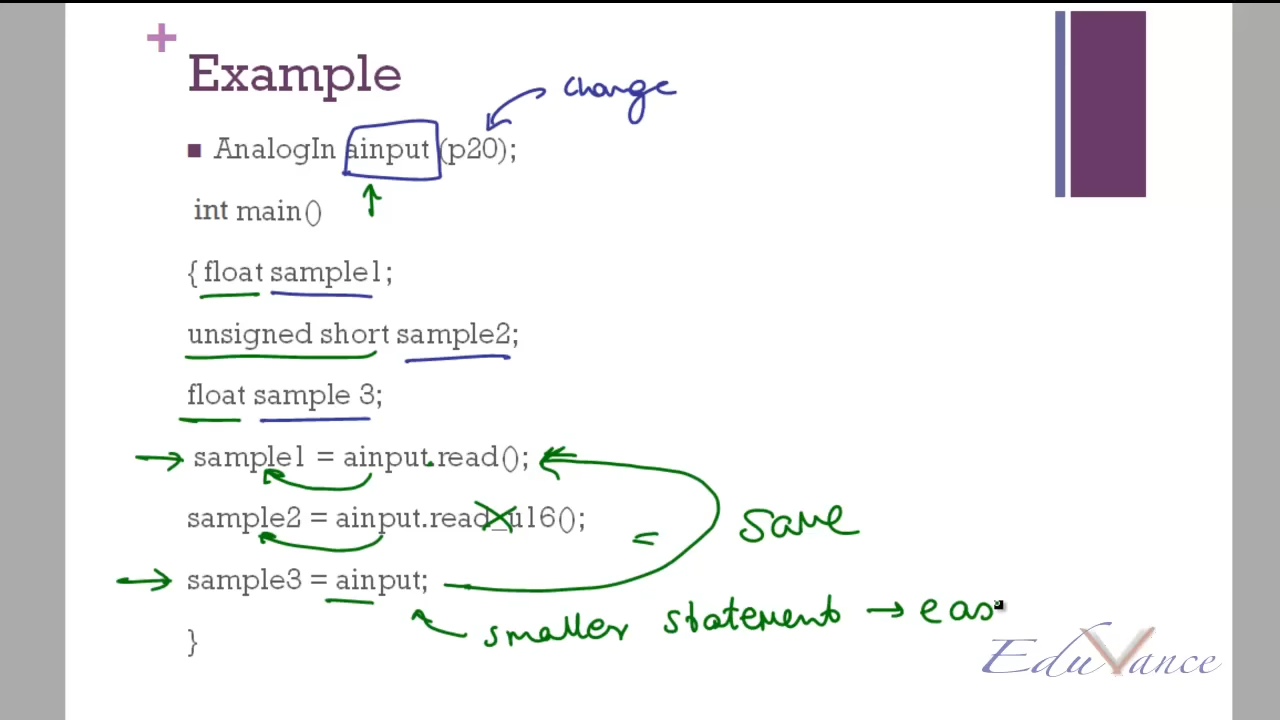 +
Example
change
■ AnalogIn ainput (p20);
int main()
{ float sample1;
unsigned short sample2;
float sample 3;
sample1 = ainput.read();
sample2 = ainput.read_u16();
= same
sample3 = ainput;
smaller statement → eas
}
EduVance